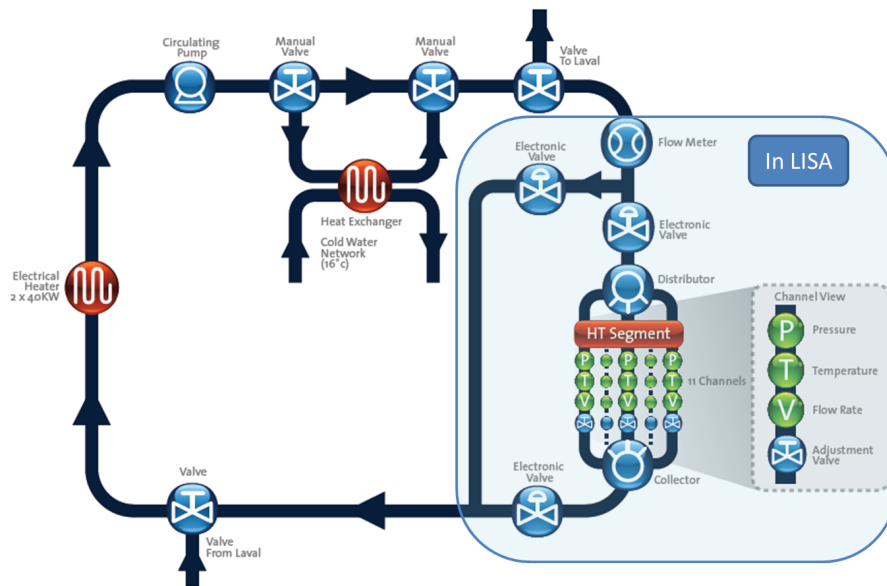 Circulating
Pump
Manual
Valve
Manual
Valve
Valve
To Laval
Flow Meter
In LISA
Electronic
Valve
Electronic
Valve
Heat Exchanger
Cold Water
Network
(16°c)
Electrical
Heater
2 x 40KW
Distributor
Channel View
HT Segment
P
P
P
T
T
T
V
V
V
11 Channels
P
Pressure
T
Temperature
V
Flow Rate
Adjustment
Valve
Collector
Electronic
Valve
Valve
Valve
From Laval